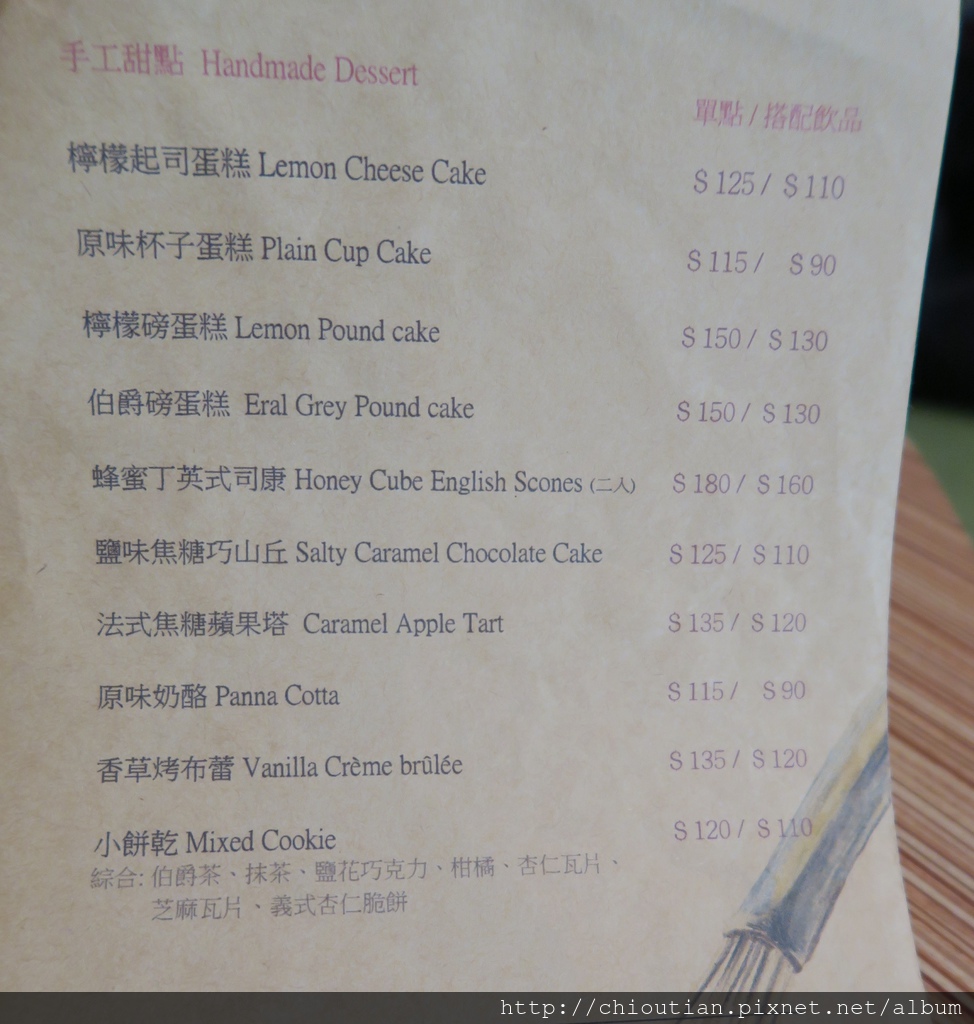 手工甜點 Handmade Dessert
單點 / 搭配飲品
檸檬起司蛋糕 Lemon Cheese Cake $ 125 / $ 110
原味杯子蛋糕 Plain Cup Cake $ 115 / $ 90
檸檬磅蛋糕 Lemon Pound cake $ 150 / $ 130
伯爵磅蛋糕 Eral Grey Pound cake $ 150 / $ 130
蜂蜜丁英式司康 Honey Cube English Scones (二人) $ 180 / $ 160
鹽味焦糖巧山丘 Salty Caramel Chocolate Cake $ 125 / $ 110
法式焦糖蘋果塔 Caramel Apple Tart $ 135 / $ 120
原味奶酪 Panna Cotta $ 115 / $ 90
香草烤布蕾 Vanilla Crème brûlée $ 135 / $ 120
小餅乾 Mixed Cookie $ 120 / $ 110
綜合: 伯爵茶、抹茶、鹽花巧克力、柑橘、杏仁瓦片、
芝麻瓦片、義式杏仁脆餅
http://chioutian.pixnet.net/album